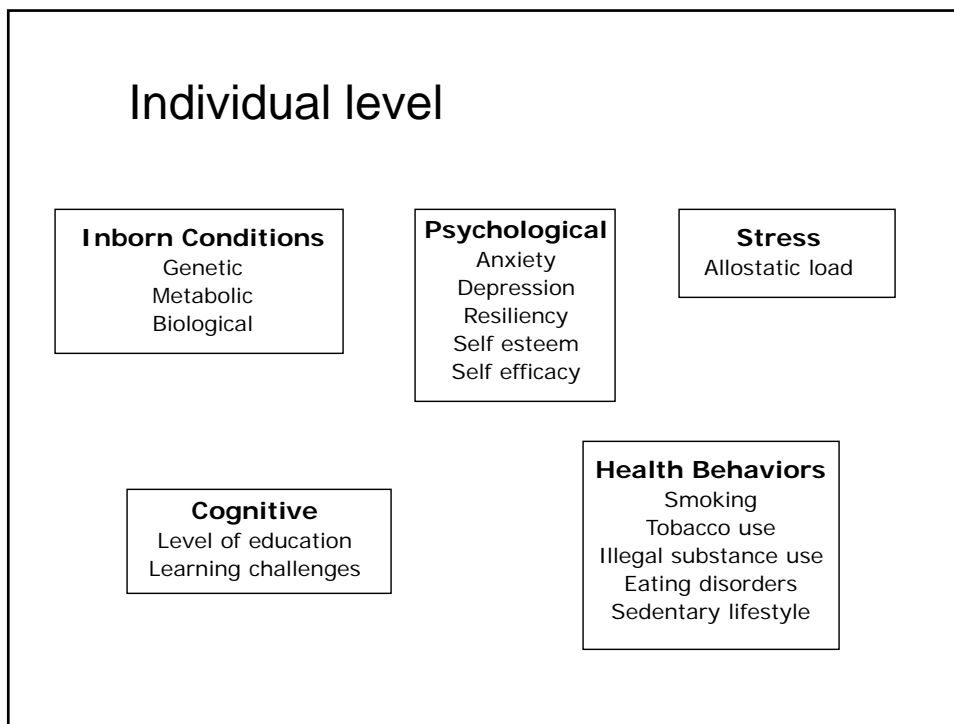 Individual level
Inborn Conditions
Genetic
Metabolic
Biological
Psychological
Anxiety
Depression
Resiliency
Self esteem
Self efficacy
Stress
Allostatic load
Cognitive
Level of education
Learning challenges
Health Behaviors
Smoking
Tobacco use
Illegal substance use
Eating disorders
Sedentary lifestyle